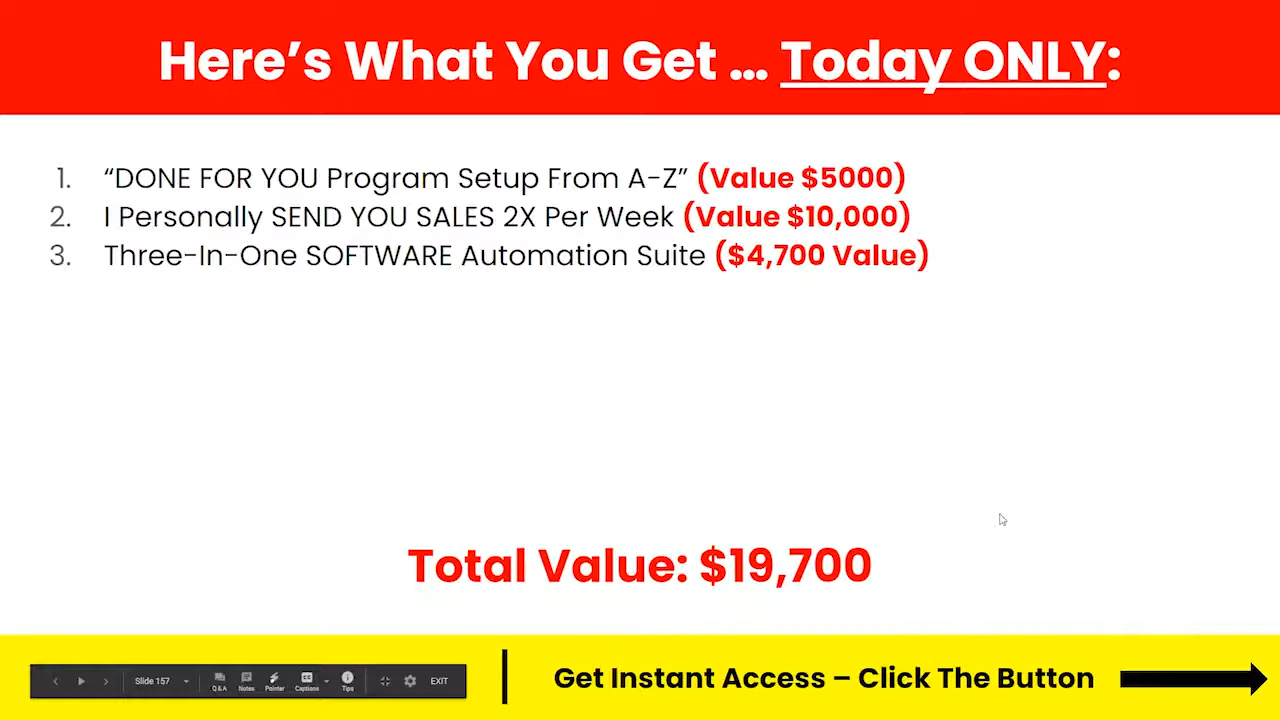 Here’s What You Get ... Today ONLY:
1. “DONE FOR YOU Program Setup From A-Z” (Value $5000)
2. I Personally SEND YOU SALES 2X Per Week (Value $10,000)
3. Three-In-One SOFTWARE Automation Suite ($4,700 Value)
Total Value: $19,700
Get Instant Access – Click The Button
Slide 157
Q&A Notes Pointer Captions Tips EXIT